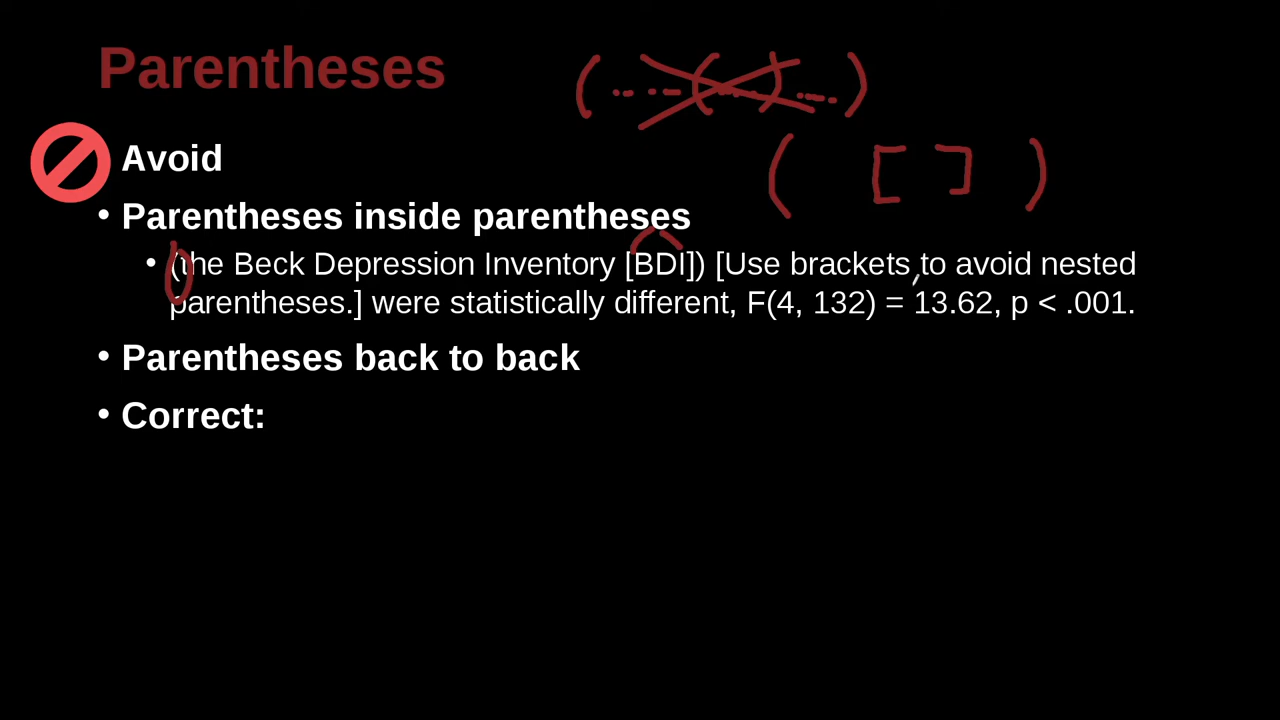 Parentheses
Avoid
• Parentheses inside parentheses
• (the Beck Depression Inventory [BDI]) [Use brackets to avoid nested
parentheses.] were statistically different, F(4, 132) = 13.62, p < .001.
• Parentheses back to back
• Correct: